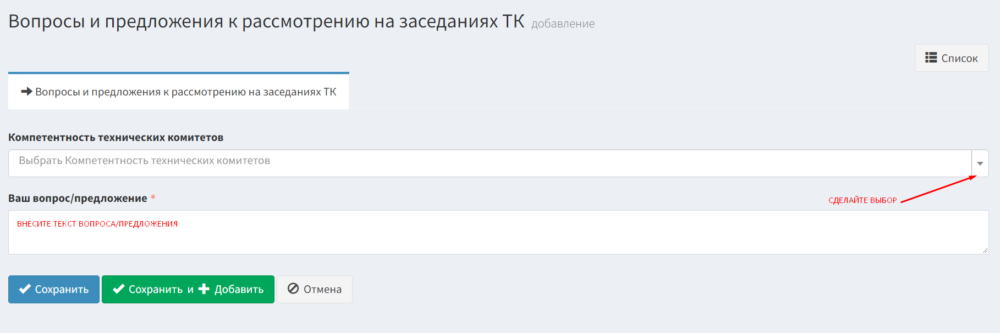 Вопросы и предложения к рассмотрению на заседаниях ТК добавление
Список
Вопросы и предложения к рассмотрению на заседаниях ТК
Компетентность технических комитетов
Выбрать Компетентность технических комитетов
Ваш вопрос/предложение *
СДЕЛАЙТЕ ВЫБОР
ВНЕСИТЕ ТЕКСТ ВОПРОСА/ПРЕДЛОЖЕНИЯ
Сохранить Сохранить и Добавить Отмена